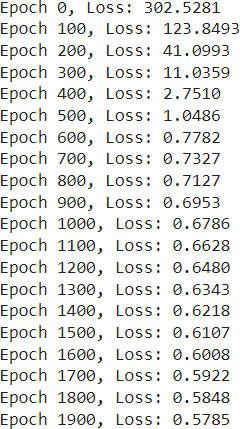 Epoch 0, Loss: 302.5281
Epoch 100, Loss: 123.8493
Epoch 200, Loss: 41.0993
Epoch 300, Loss: 11.0359
Epoch 400, Loss: 2.7510
Epoch 500, Loss: 1.0486
Epoch 600, Loss: 0.7782
Epoch 700, Loss: 0.7327
Epoch 800, Loss: 0.7127
Epoch 900, Loss: 0.6953
Epoch 1000, Loss: 0.6786
Epoch 1100, Loss: 0.6628
Epoch 1200, Loss: 0.6480
Epoch 1300, Loss: 0.6343
Epoch 1400, Loss: 0.6218
Epoch 1500, Loss: 0.6107
Epoch 1600, Loss: 0.6008
Epoch 1700, Loss: 0.5922
Epoch 1800, Loss: 0.5848
Epoch 1900, Loss: 0.5785